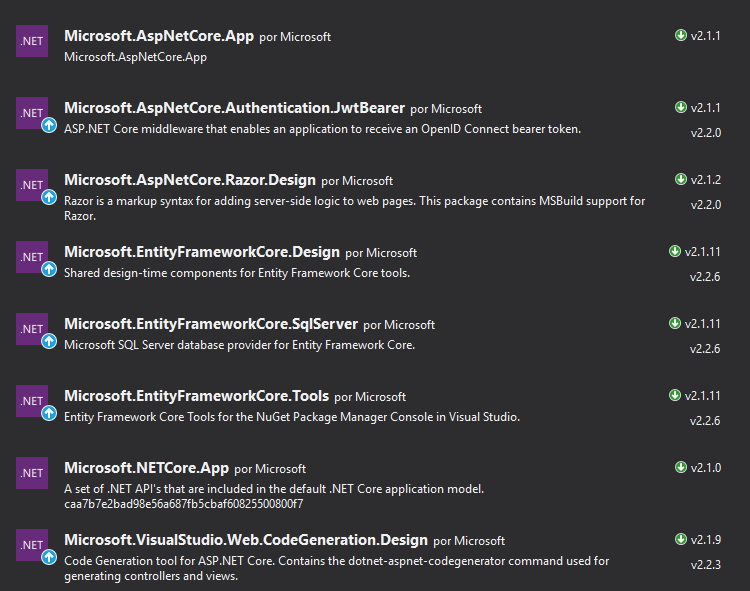 .NET Microsoft.AspNetCore.App por Microsoft v2.1.1
Microsoft.AspNetCore.App
.NET Microsoft.AspNetCore.Authentication.JwtBearer por Microsoft v2.1.1
ASP.NET Core middleware that enables an application to receive an OpenID Connect bearer token. v2.2.0
.NET Microsoft.AspNetCore.Razor.Design por Microsoft v2.1.2
Razor is a markup syntax for adding server-side logic to web pages. This package contains MSBuild support for v2.2.0
Razor.
.NET Microsoft.EntityFrameworkCore.Design por Microsoft v2.1.11
Shared design-time components for Entity Framework Core tools. v2.2.6
.NET Microsoft.EntityFrameworkCore.SqlServer por Microsoft v2.1.11
Microsoft SQL Server database provider for Entity Framework Core. v2.2.6
.NET Microsoft.EntityFrameworkCore.Tools por Microsoft v2.1.11
Entity Framework Core Tools for the NuGet Package Manager Console in Visual Studio. v2.2.6
.NET Microsoft.NETCore.App por Microsoft v2.1.0
A set of .NET API's that are included in the default .NET Core application model.
caa7b7e2bad98e56a687fb5cbaf60825500800f7
.NET Microsoft.VisualStudio.Web.CodeGeneration.Design por Microsoft v2.1.9
Code Generation tool for ASP.NET Core. Contains the dotnet-aspnet-codegenerator command used for v2.2.3
generating controllers and views.